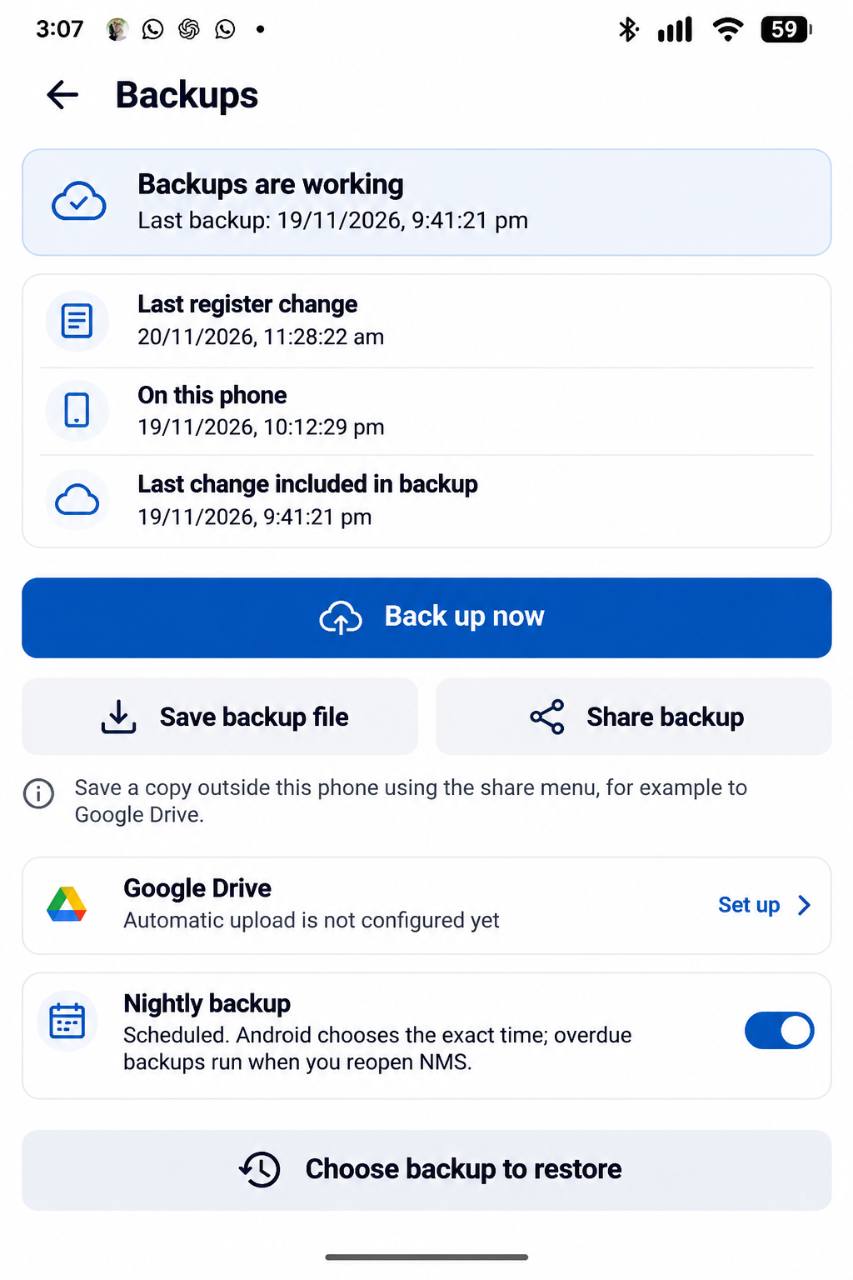 3:07
59
Backups
Backups are working
Last backup: 19/11/2026, 9:41:21 pm
Last register change
20/11/2026, 11:28:22 am
On this phone
19/11/2026, 10:12:29 pm
Last change included in backup
19/11/2026, 9:41:21 pm
Back up now
Save backup file
Share backup
Save a copy outside this phone using the share menu, for example to
Google Drive.
Google Drive
Automatic upload is not configured yet
Set up
Nightly backup
Scheduled. Android chooses the exact time; overdue
backups run when you reopen NMS.
Choose backup to restore